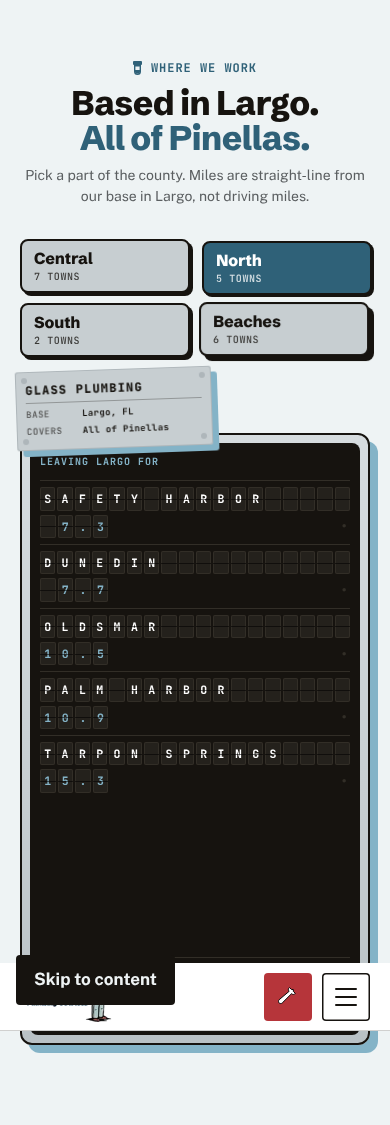 WHERE WE WORK
Based in Largo.
All of Pinellas.
Pick a part of the county. Miles are straight-line from
our base in Largo, not driving miles.
Central
7 TOWNS
North
5 TOWNS
South
2 TOWNS
Beaches
6 TOWNS
GLASS PLUMBING
BASE Largo, FL
COVERS All of Pinellas
LEAVING LARGO FOR
SAFETY HARBOR
7.3
DUNEDIN
7.7
OLDSMAR
10.5
PALM HARBOR
10.9
TARPON SPRINGS
15.3
Skip to content